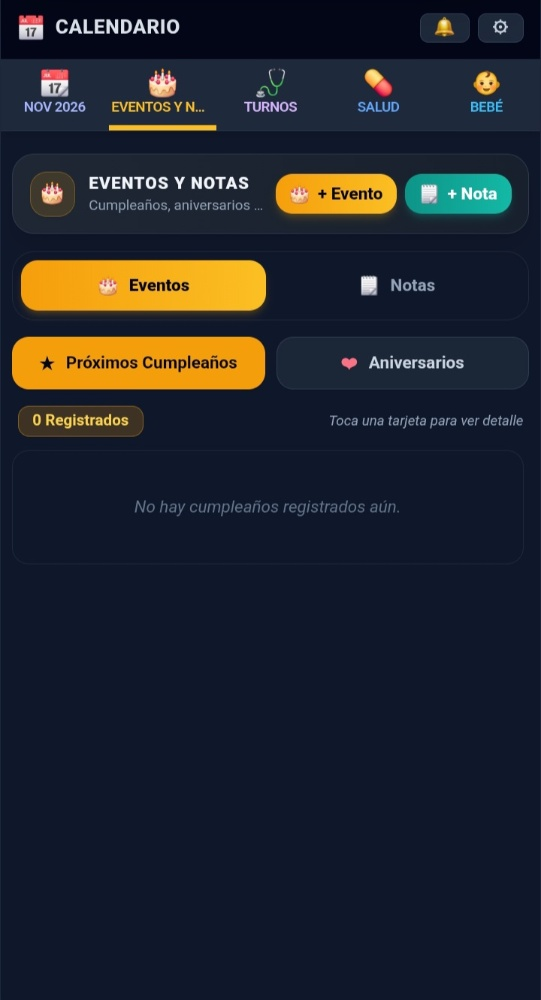 CALENDARIO
NOV 2026
EVENTOS Y N...
TURNOS
SALUD
BEBÉ
EVENTOS Y NOTAS
Cumpleaños, aniversarios ...
+ Evento
+ Nota
Eventos
Notas
★ Próximos Cumpleaños
Aniversarios
0 Registrados
Toca una tarjeta para ver detalle
No hay cumpleaños registrados aún.